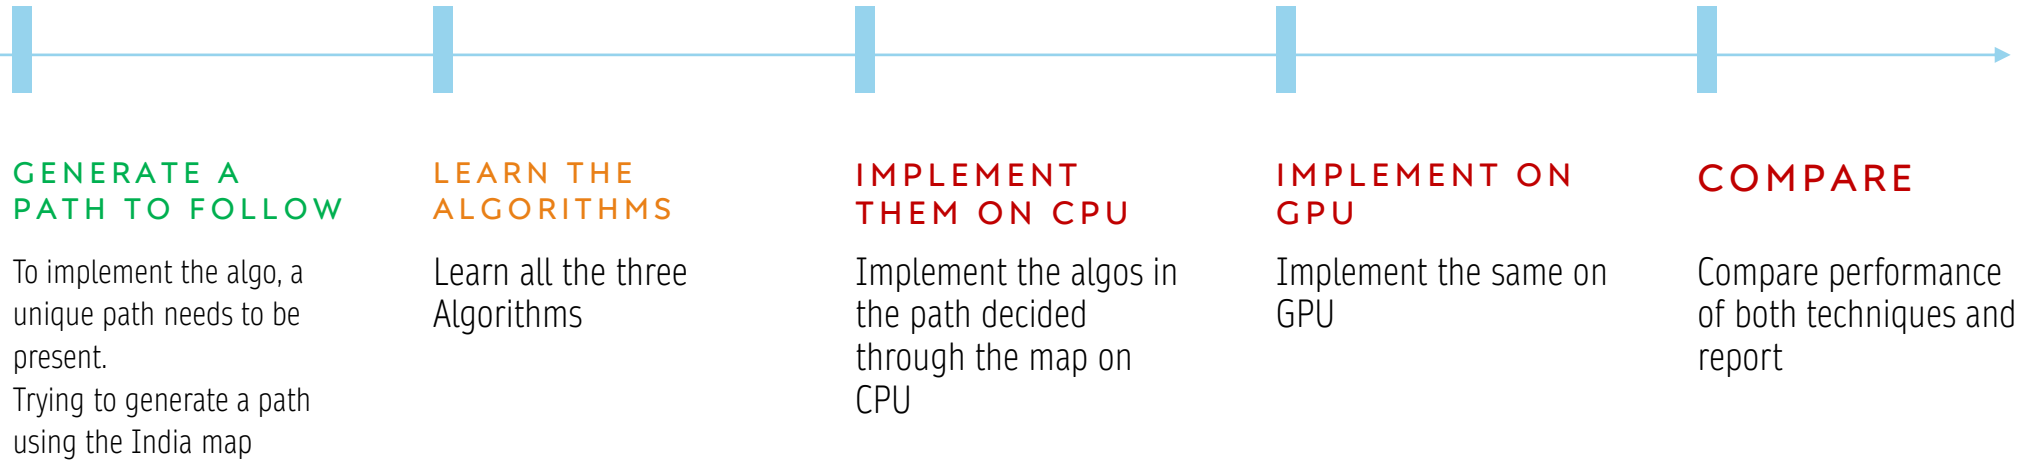 GENERATE A
PATH TO FOLLOW
To implement the algo, a
unique path needs to be
present.
Trying to generate a path
using the India map
LEARN THE
ALGORITHMS
Learn all the three
Algorithms
IMPLEMENT
THEM ON CPU
Implement the algos in
the path decided
through the map on
CPU
IMPLEMENT ON
GPU
Implement the same on
GPU
COMPARE
Compare performance
of both techniques and
report